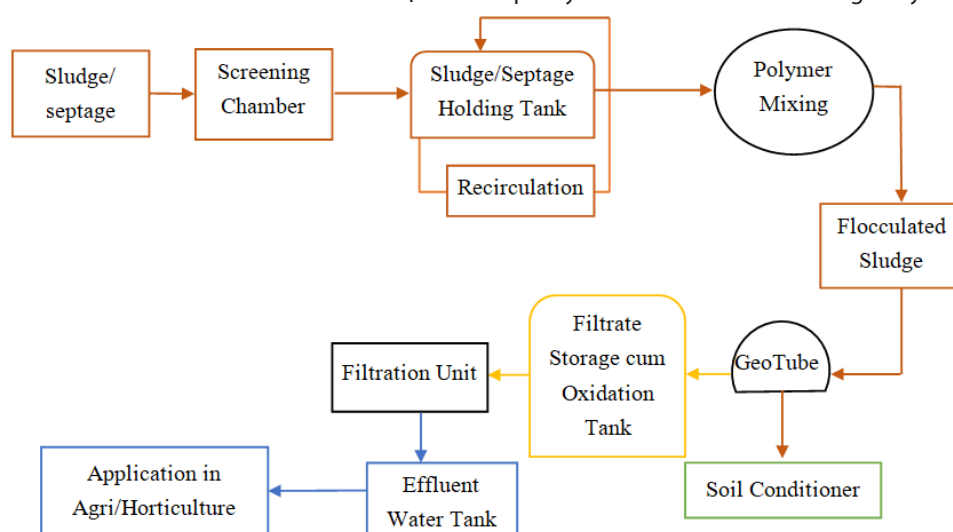 Sludge/
septage
Screening
Chamber
Sludge/Septage
Holding Tank
Recirculation
Polymer
Mixing
Flocculated
Sludge
GeoTube
Filtrate
Storage cum
Oxidation
Tank
Filtration Unit
Soil Conditioner
Effluent
Water Tank
Application in
Agri/Horticulture